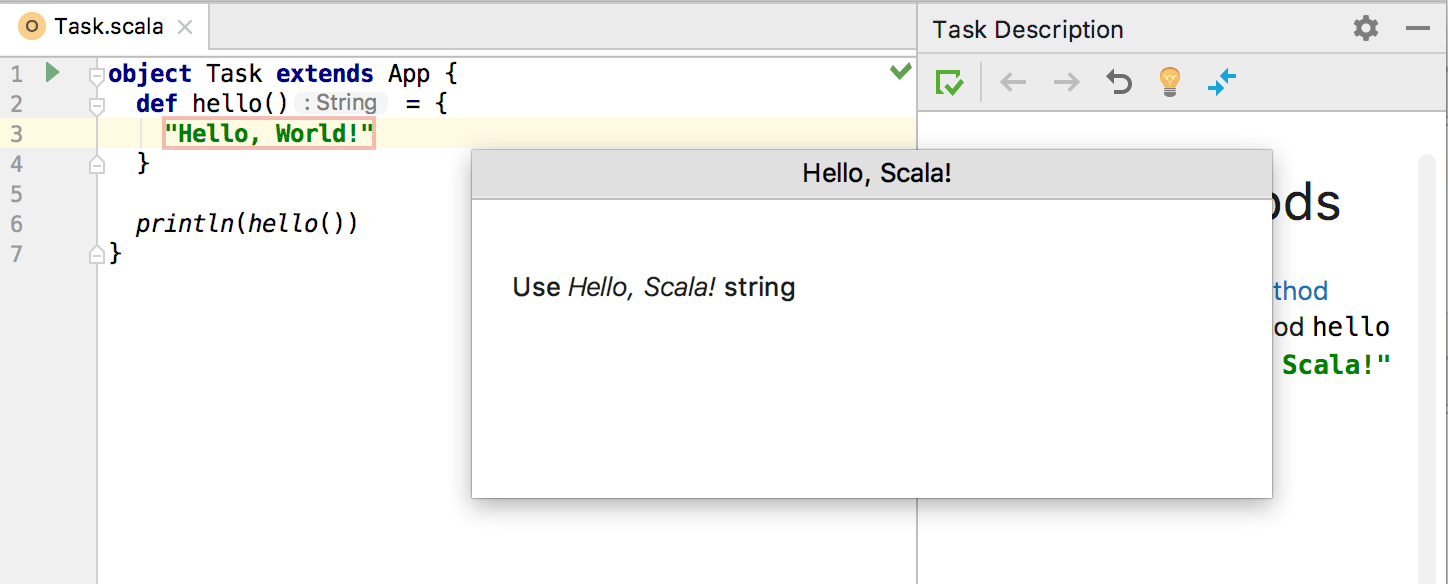 Task.scala
Task Description
1 object Task extends App {
2 def hello() : String = {
3 "Hello, World!"
4 }
5
6 println(hello())
7 }
Hello, Scala!
Use Hello, Scala! string
ods
thod
od hello
Scala!"